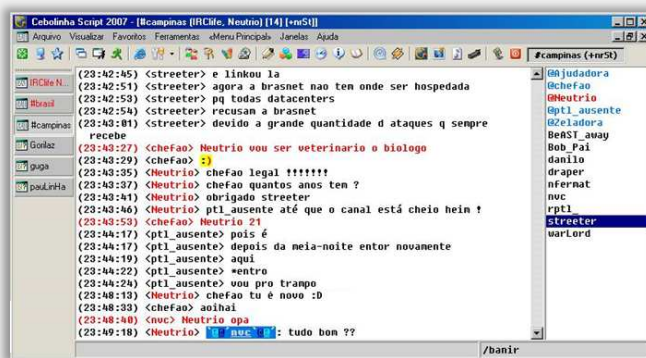 Cebolinha Script 2007 - [#campinas (IRClife, Neutrio) [14] [+nrSt]]
Arquivo Visualizar Favoritos Ferramentas «Menu Principal» Janelas Ajuda
#campinas (+nrSt)
IRClife N...
#brasil
#campinas
Gorilaz
guga
pauLinHa
(23:42:45) <streeter> e linkou la
(23:42:51) <streeter> agora a brasnet nao tem onde ser hospedada
(23:42:53) <streeter> pq todas datacenters
(23:42:54) <streeter> recusam a brasnet
(23:43:01) <streeter> devido a grande quantidade d ataques q sempre
recebe
(23:43:27) <chefao> Neutrio vou ser veterinario o biologo
(23:43:29) <chefao> :)
(23:43:35) <Neutrio> chefao legal !!!!!!!
(23:43:37) <Neutrio> chefao quantos anos tem ?
(23:43:41) <Neutrio> obrigado streeter
(23:43:46) <Neutrio> ptl_ausente até que o canal está cheio heim !
(23:43:53) <chefao> Neutrio 21
(23:44:17) <ptl_ausente> pois é
(23:44:17) <ptl_ausente> depois da meia-noite entor novamente
(23:44:19) <ptl_ausente> aqui
(23:44:22) <ptl_ausente> *entro
(23:44:24) <ptl_ausente> vou pro trampo
(23:48:13) <Neutrio> chefao tu é novo :D
(23:48:33) <chefao> aoihai
(23:48:40) <nvc> Neutrio opa
(23:49:18) <Neutrio> nvc : tudo bom ??
@Ajudadora
@chefao
@Neutrio
@ptl_ausente
@Zeladora
BeAST_away
Bob_Pai
danilo
draper
nfermat
nvc
rptl_
streeter
warLord
/banir